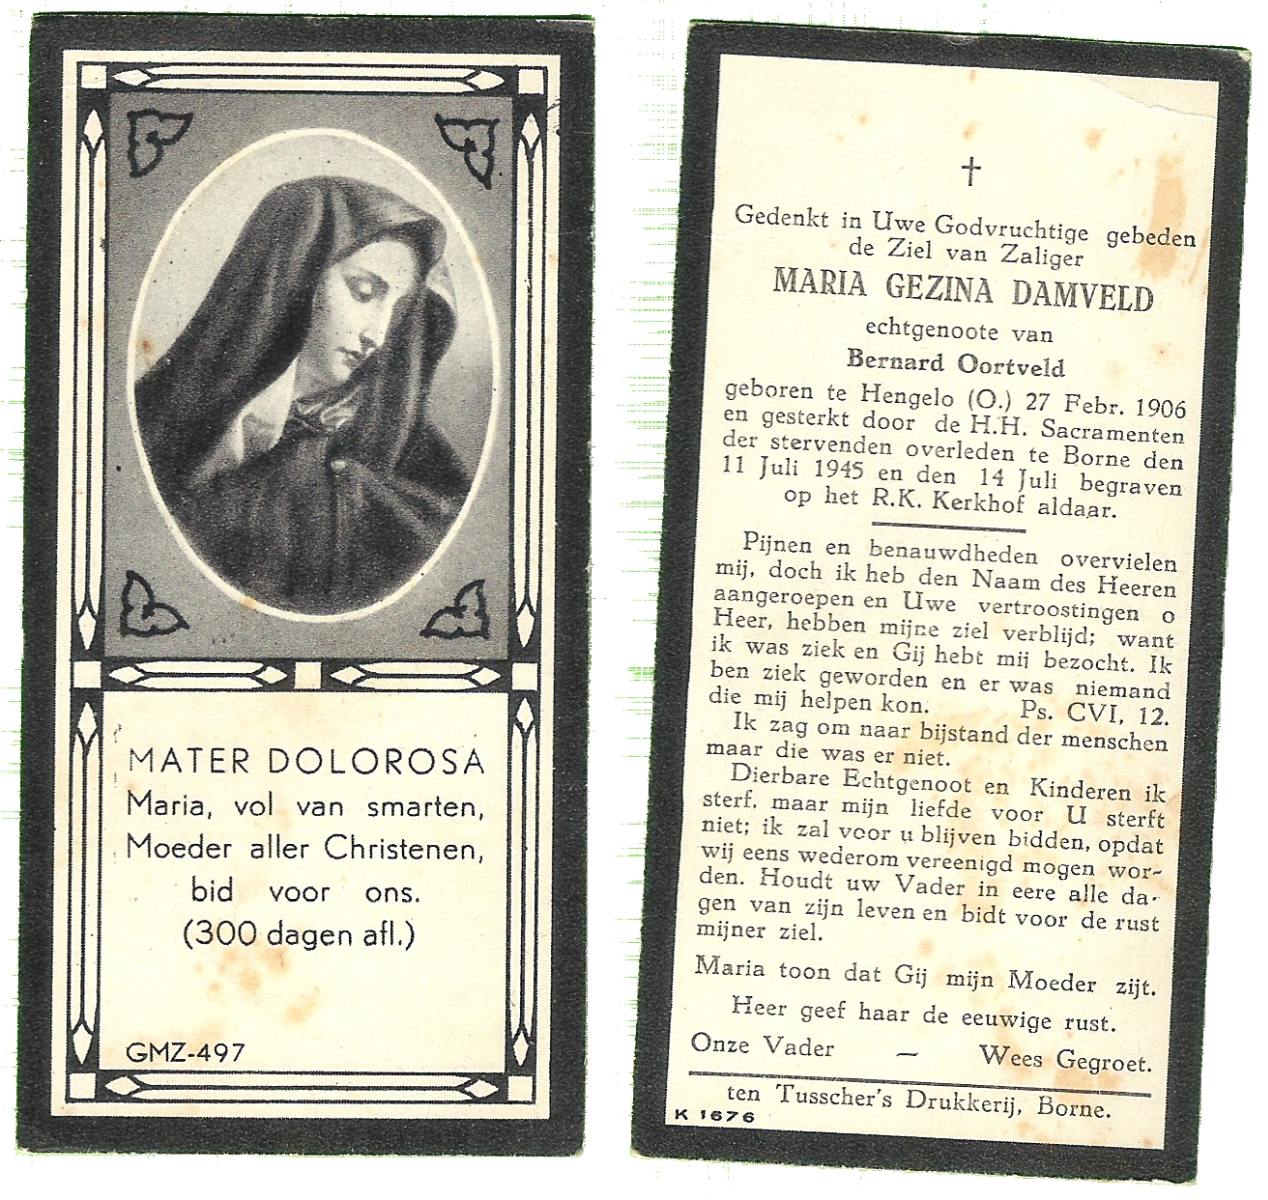 MATER DOLOROSA
Maria, vol van smarten,
Moeder aller Christenen,
bid voor ons.
(300 dagen afl.)
GMZ-497
Gedenkt in Uwe Godvruchtige gebeden
de Ziel van Zaliger
MARIA GEZINA DAMVELD
echtgenoote van
Bernard Oortveld
geboren te Hengelo (O.) 27 Febr. 1906
en gesterkt door de H.H. Sacramenten
der stervenden overleden te Borne den
11 Juli 1945 en den 14 Juli begraven
op het R.K. Kerkhof aldaar.
Pijnen en benauwdheden overvielen
mij, doch ik heb den Naam des Heeren
aangeroepen en Uwe vertroostingen o
Heer, hebben mijne ziel verblijd; want
ik was ziek en Gij hebt mij bezocht. Ik
ben ziek geworden en er was niemand
die mij helpen kon. Ps. CVI, 12.
Ik zag om naar bijstand der menschen
maar die was er niet.
Dierbare Echtgenoot en Kinderen ik
sterf, maar mijn liefde voor U sterft
niet; ik zal voor u blijven bidden, opdat
wij eens wederom vereenigd mogen wor-
den. Houdt uw Vader in eere alle da-
gen van zijn leven en bidt voor de rust
mijner ziel.
Maria toon dat Gij mijn Moeder zijt.
Heer geef haar de eeuwige rust.
Onze Vader — Wees Gegroet.
ten Tusscher's Drukkerij, Borne.
K 1676